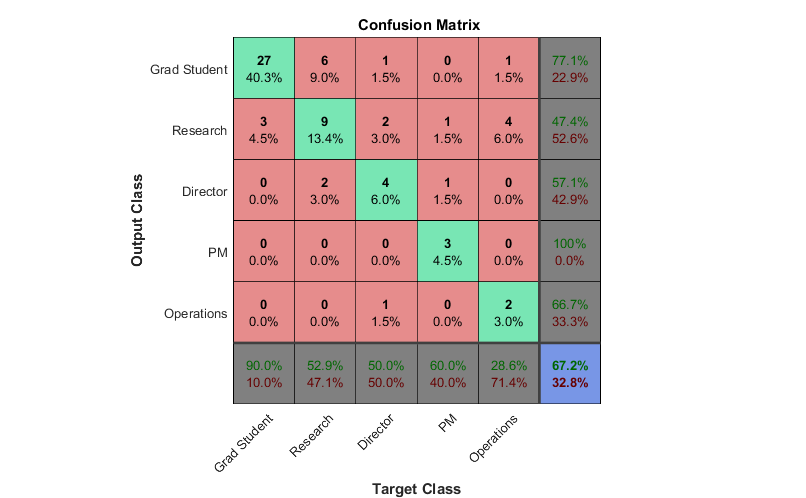 Confusion Matrix
27 6 1 0 1 77.1%
Grad Student
40.3% 9.0% 1.5% 0.0% 1.5% 22.9%
3 9 2 1 4 47.4%
Research
4.5% 13.4% 3.0% 1.5% 6.0% 52.6%
0 2 4 1 0 57.1%
Director
0.0% 3.0% 6.0% 1.5% 0.0% 42.9%
0 0 0 3 0 100%
PM
0.0% 0.0% 0.0% 4.5% 0.0% 0.0%
0 0 1 0 2 66.7%
Operations
0.0% 0.0% 1.5% 0.0% 3.0% 33.3%
90.0% 52.9% 50.0% 60.0% 28.6% 67.2%
10.0% 47.1% 50.0% 40.0% 71.4% 32.8%
Output Class
Grad Student Research Director PM Operations
Target Class